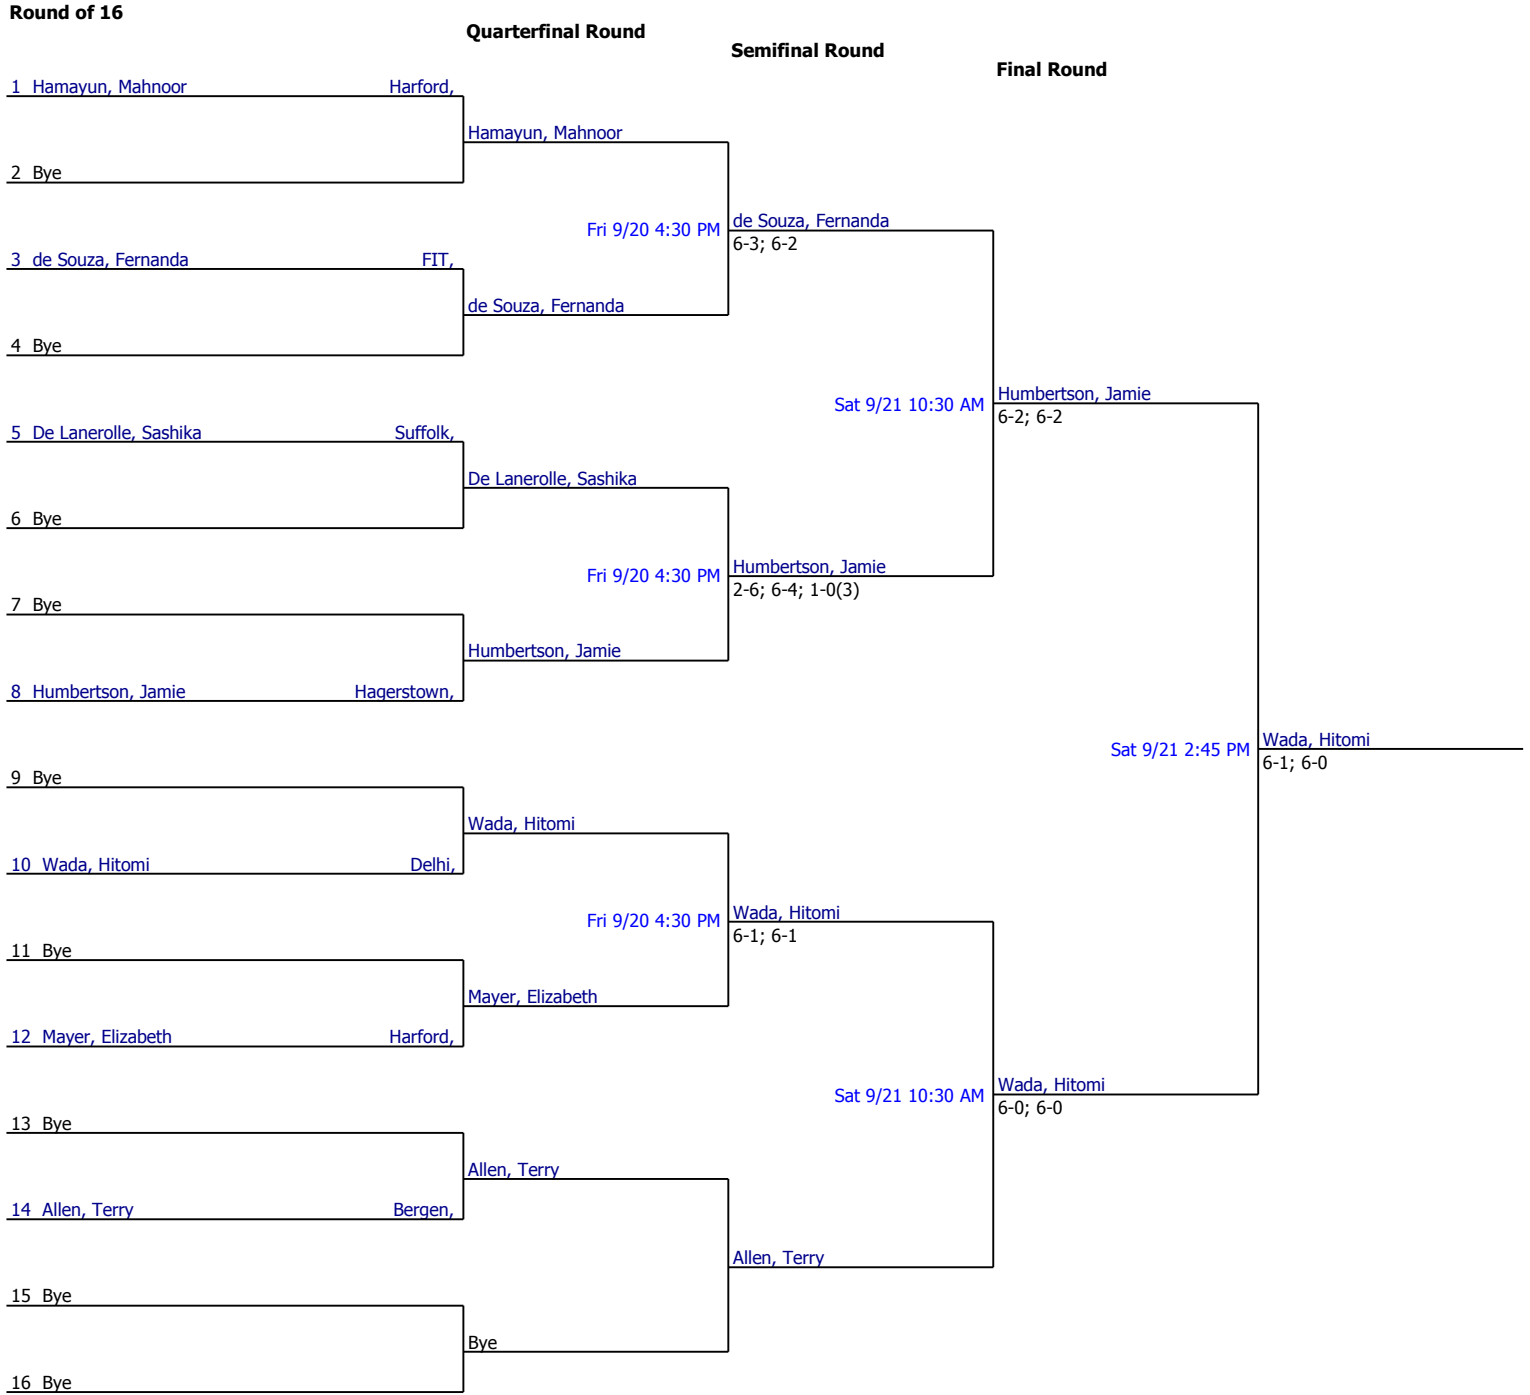 Round of 16
Quarterfinal Round
Semifinal Round
Final Round
1 Hamayun, Mahnoor Harford,
Hamayun, Mahnoor
2 Bye
Fri 9/20 4:30 PM de Souza, Fernanda
6-3; 6-2
3 de Souza, Fernanda FIT,
de Souza, Fernanda
4 Bye
Sat 9/21 10:30 AM Humbertson, Jamie
6-2; 6-2
5 De Lanerolle, Sashika Suffolk,
De Lanerolle, Sashika
6 Bye
Fri 9/20 4:30 PM Humbertson, Jamie
2-6; 6-4; 1-0(3)
7 Bye
Humbertson, Jamie
8 Humbertson, Jamie Hagerstown,
Sat 9/21 2:45 PM Wada, Hitomi
6-1; 6-0
9 Bye
Wada, Hitomi
10 Wada, Hitomi Delhi,
Fri 9/20 4:30 PM Wada, Hitomi
6-1; 6-1
11 Bye
Mayer, Elizabeth
12 Mayer, Elizabeth Harford,
Sat 9/21 10:30 AM Wada, Hitomi
6-0; 6-0
13 Bye
Allen, Terry
14 Allen, Terry Bergen,
Allen, Terry
15 Bye
Bye
16 Bye